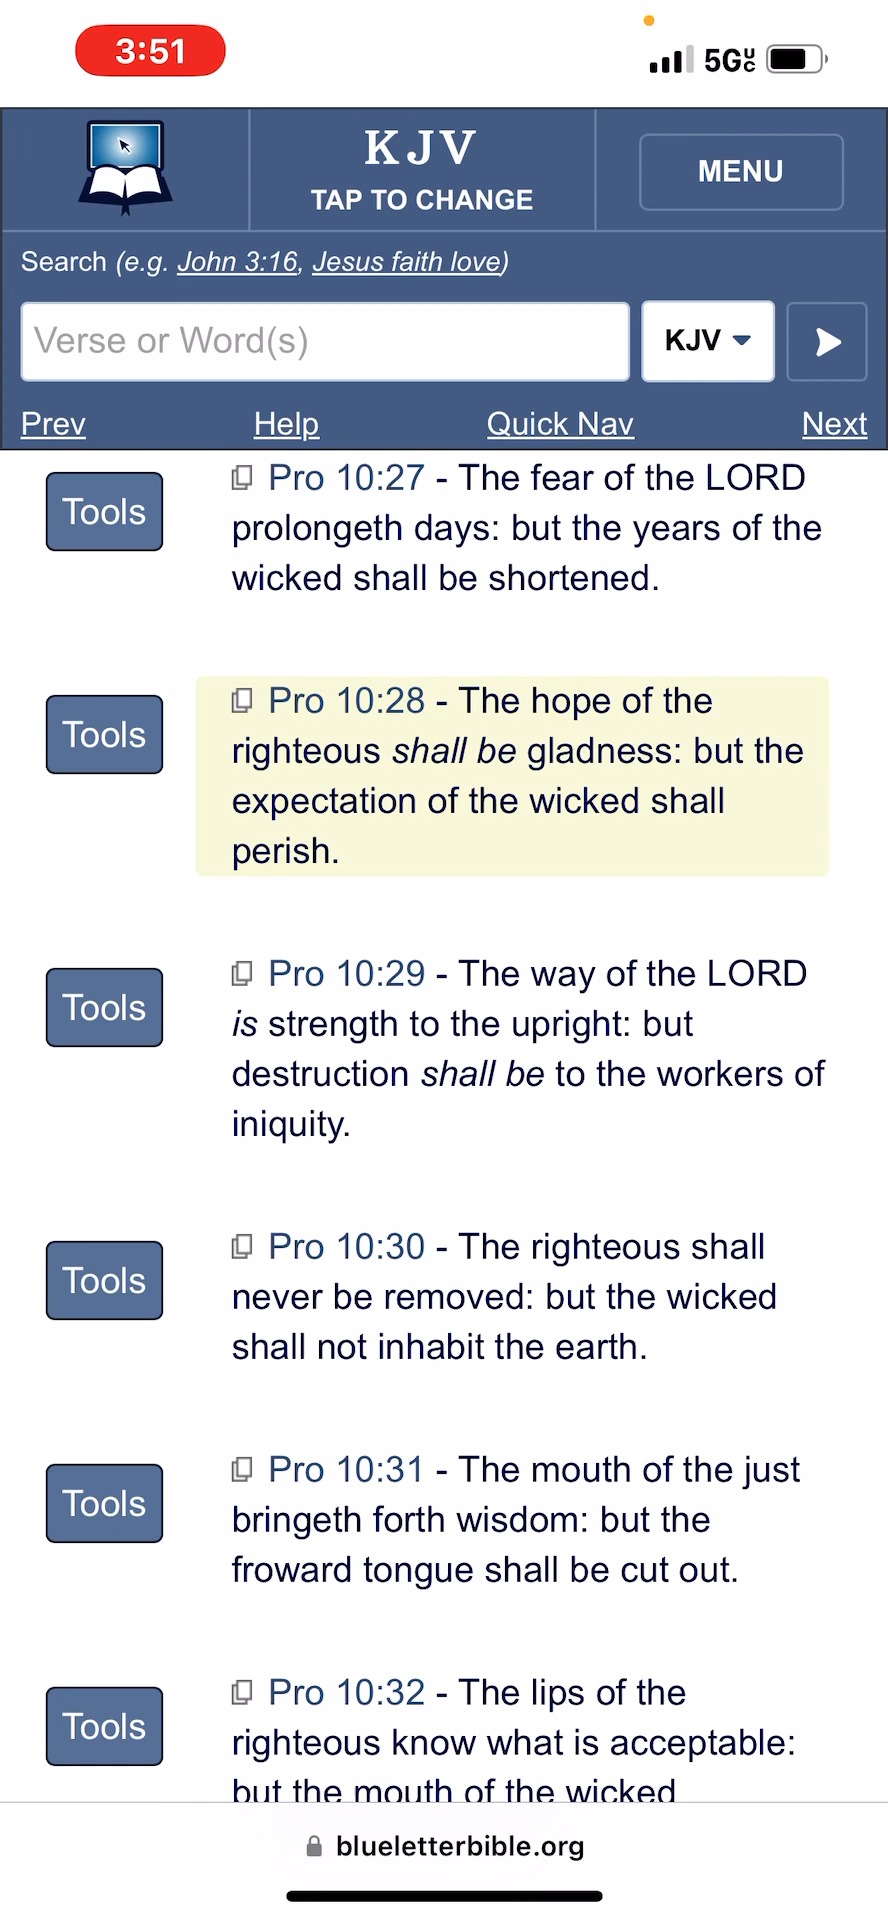 3:51
5G UC
KJV
TAP TO CHANGE
MENU
Search (e.g. John 3:16, Jesus faith love)
Verse or Word(s)
KJV
Prev Help Quick Nav Next
Tools
Pro 10:27 - The fear of the LORD
prolongeth days: but the years of the
wicked shall be shortened.
Tools
Pro 10:28 - The hope of the
righteous shall be gladness: but the
expectation of the wicked shall
perish.
Tools
Pro 10:29 - The way of the LORD
is strength to the upright: but
destruction shall be to the workers of
iniquity.
Tools
Pro 10:30 - The righteous shall
never be removed: but the wicked
shall not inhabit the earth.
Tools
Pro 10:31 - The mouth of the just
bringeth forth wisdom: but the
froward tongue shall be cut out.
Tools
Pro 10:32 - The lips of the
righteous know what is acceptable:
but the mouth of the wicked
blueletterbible.org